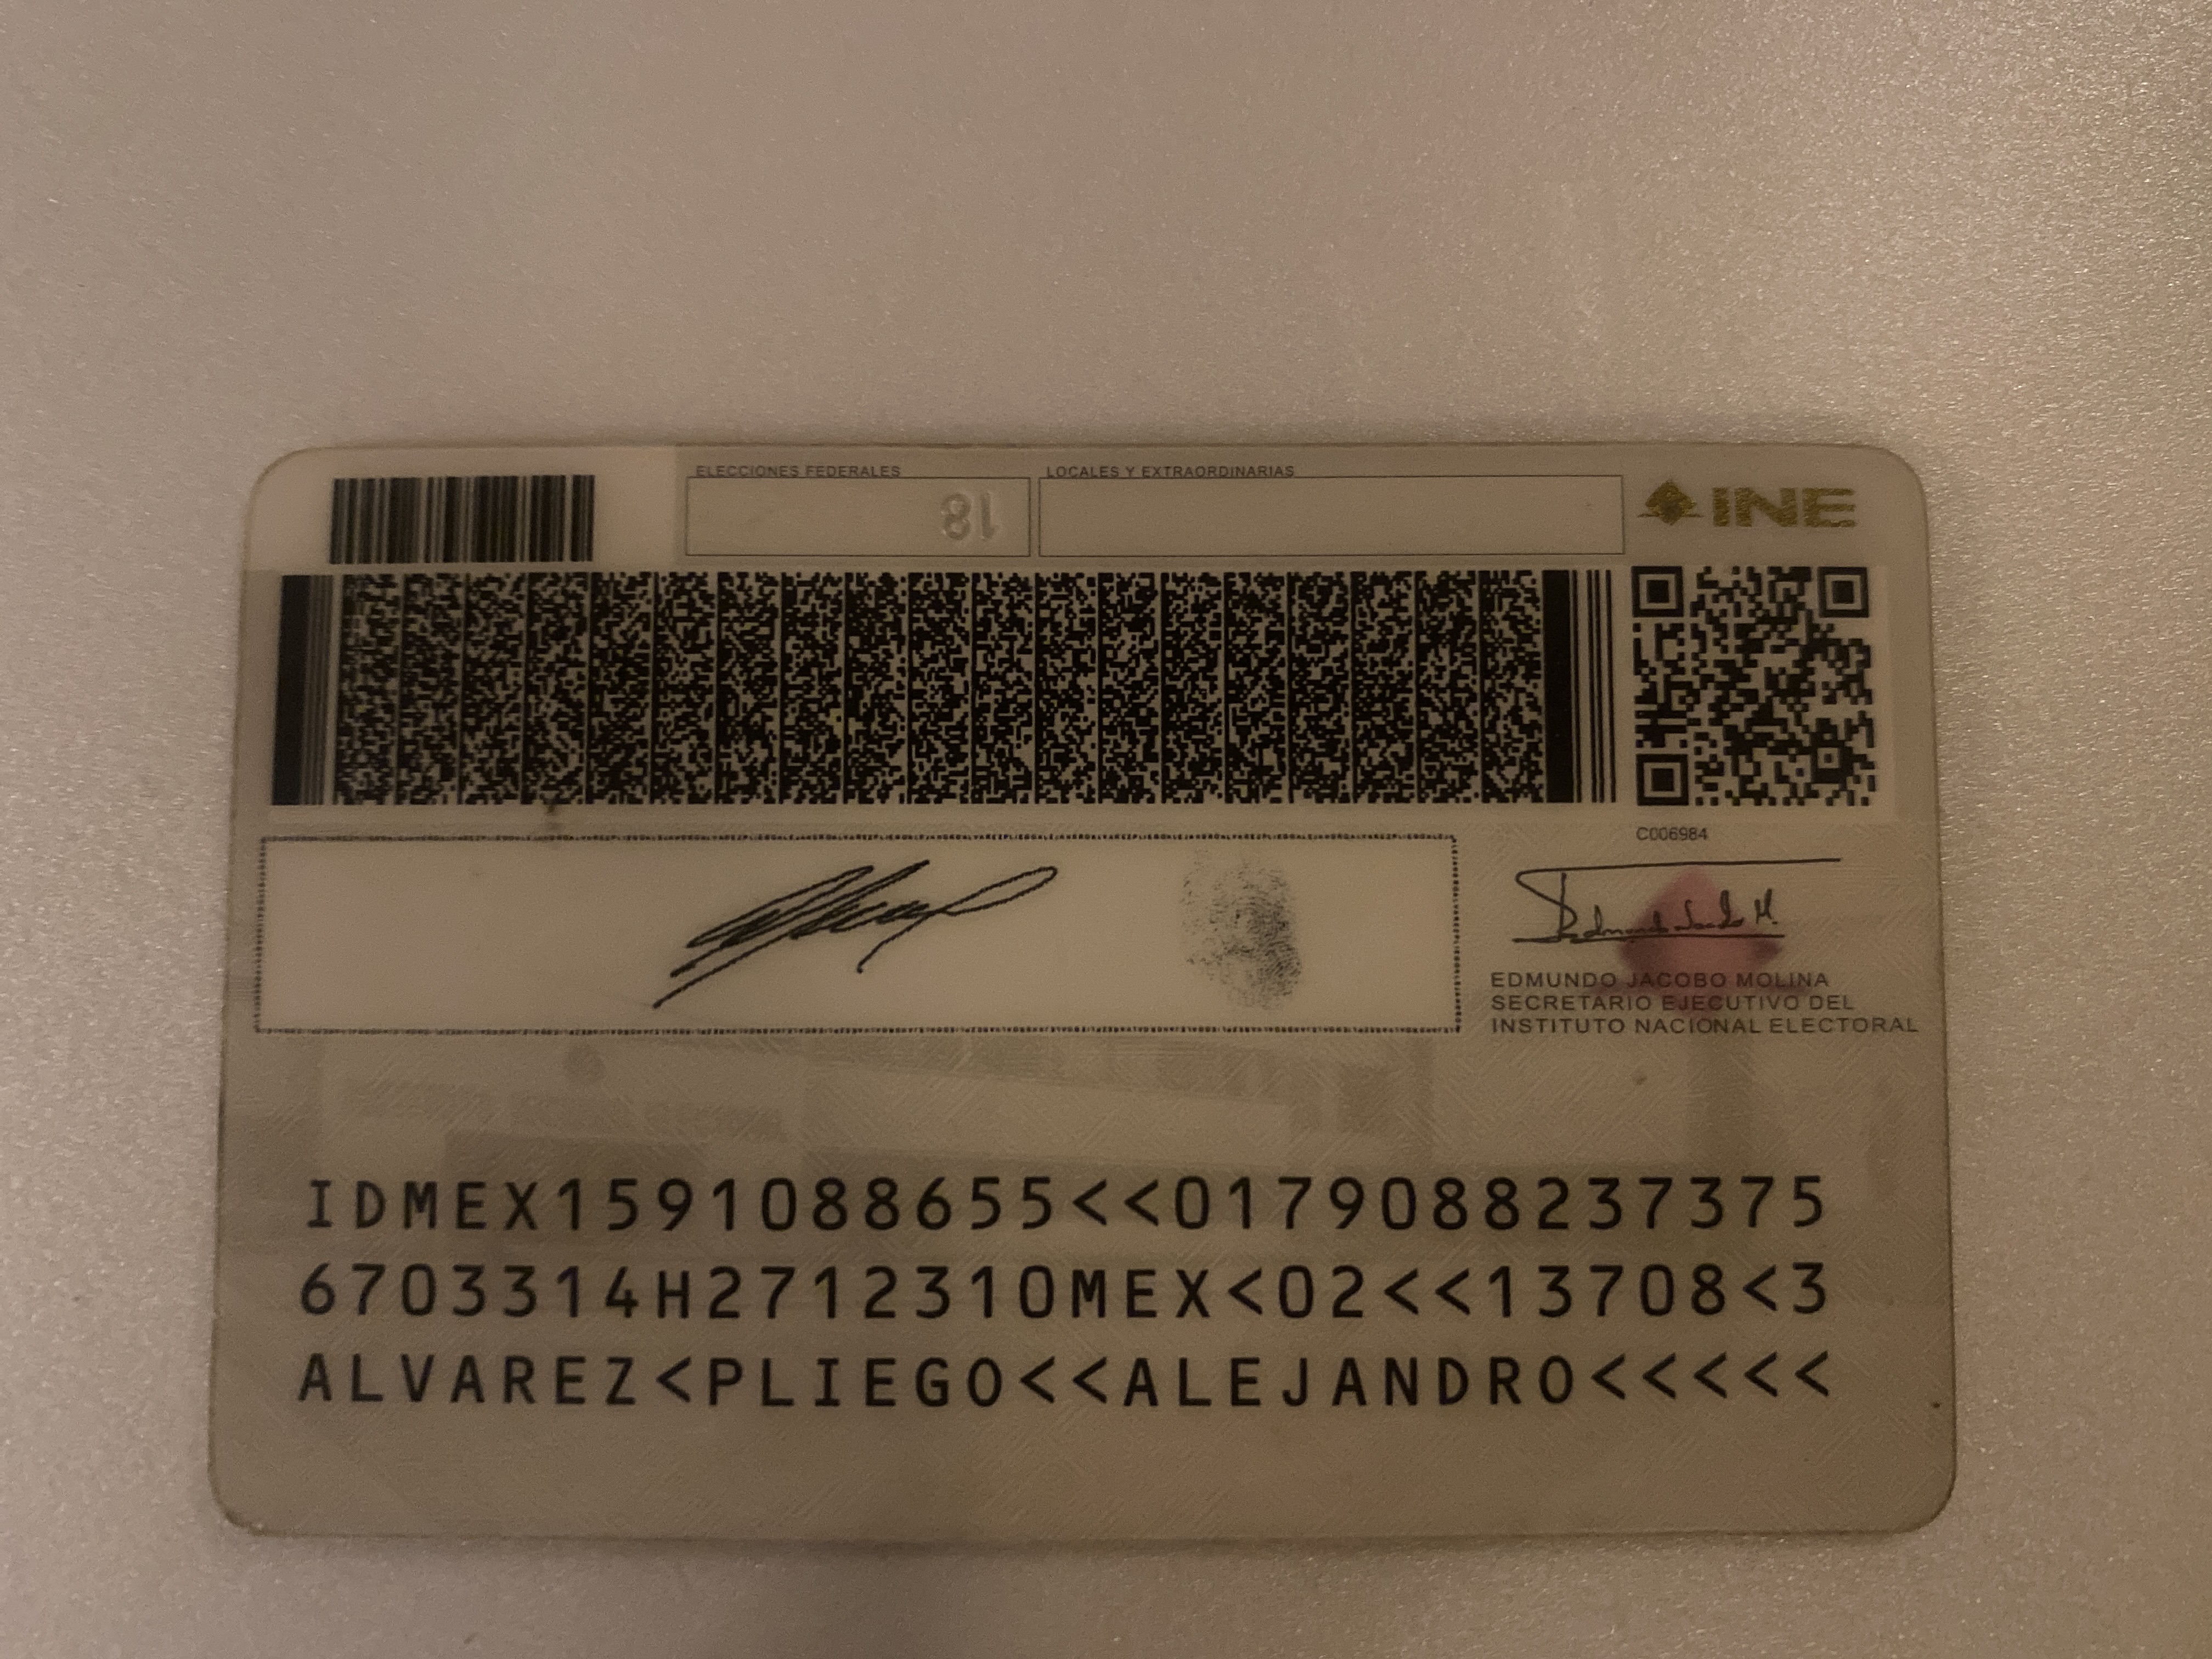 ELECCIONES FEDERALES
LOCALES Y EXTRAORDINARIAS
18
INE
C006984
EDMUNDO JACOBO MOLINA
SECRETARIO EJECUTIVO DEL
INSTITUTO NACIONAL ELECTORAL
IDMEX1591088655<<0179088237375
6703314H2712310MEX<02<<13708<3
ALVAREZ<PLIEGO<<ALEJANDRO<<<<<